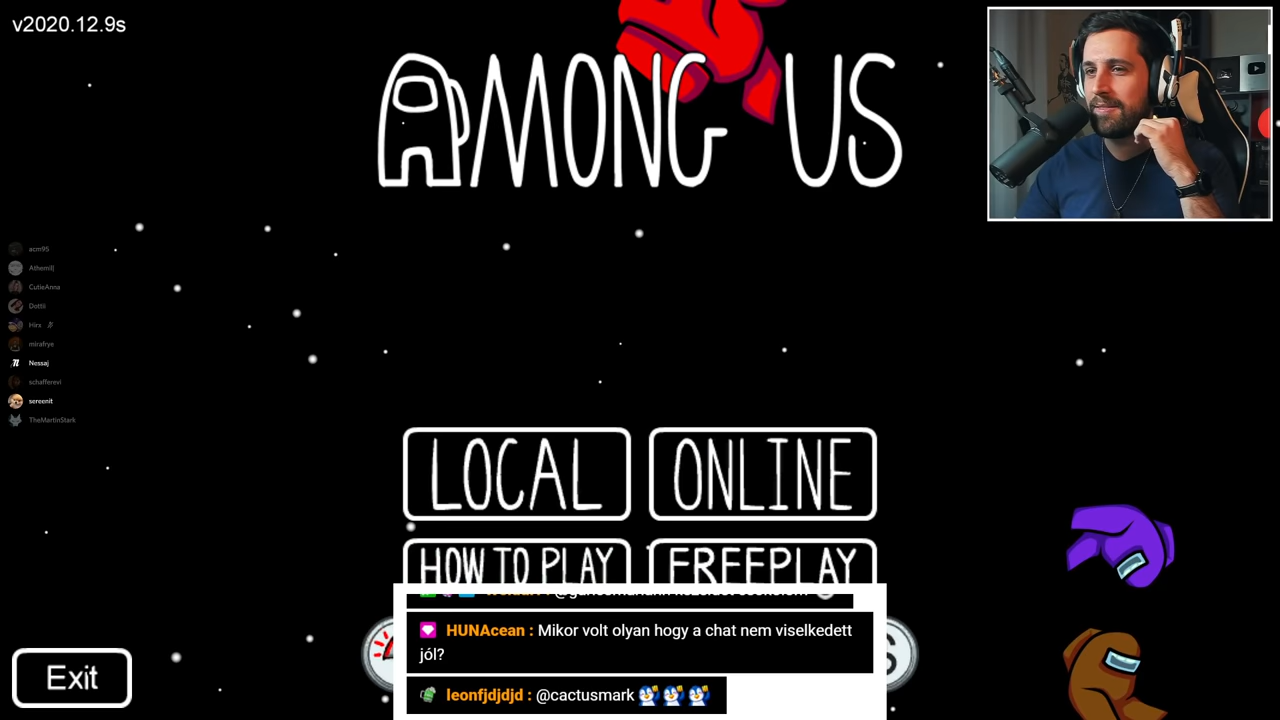 v2020.12.9s
AMONG US
acm95
CutieAnna
Dottii
Hirx
mirafrye
Nessaj
schafferevi
sereenit
TheMartinStark
LOCAL
ONLINE
HOW TO PLAY
FREEPLAY
HUNAcean : Mikor volt olyan hogy a chat nem viselkedett
jól?
leonfjdjdjd : @cactusmark
Exit